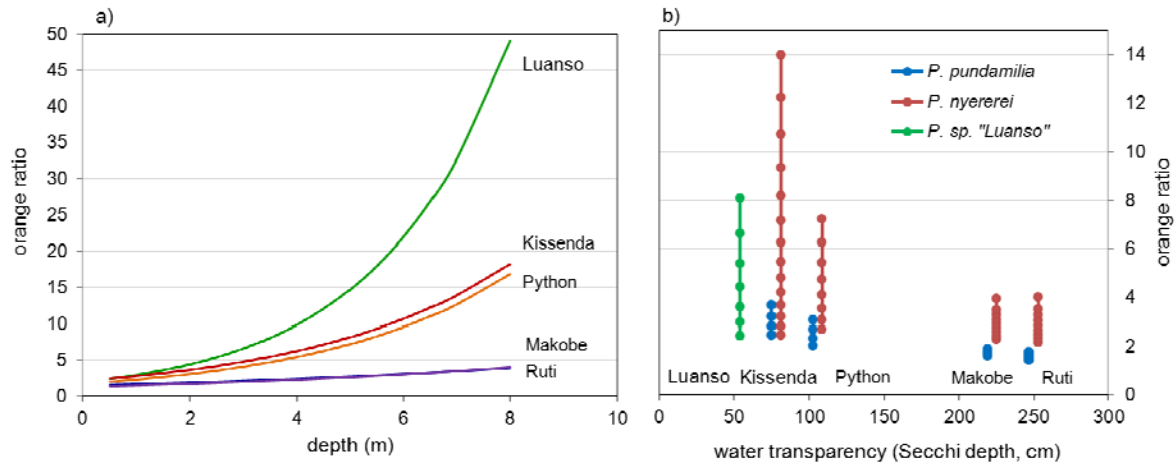 a)
50
45
40
35
30
25
20
15
10
5
0
orange ratio
Luanso
Kissenda
Python
Makobe
Ruti
0 2 4 6 8 10
depth (m)
b)
P. pundamilia
P. nyererei
P. sp. "Luanso"
14
12
10
8
6
4
2
0
orange ratio
Luanso Kissenda Python Makobe Ruti
0 50 100 150 200 250 300
water transparency (Secchi depth, cm)